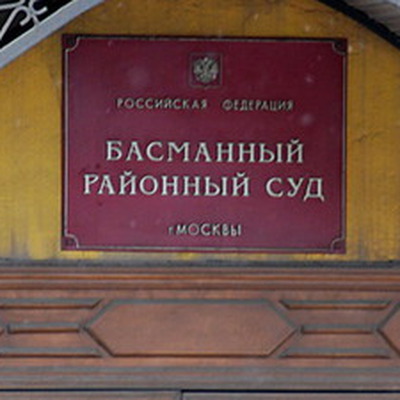 РОССИЙСКАЯ ФЕДЕРАЦИЯ
БАСМАННЫЙ
РАЙОННЫЙ СУД
г.МОСКВЫ